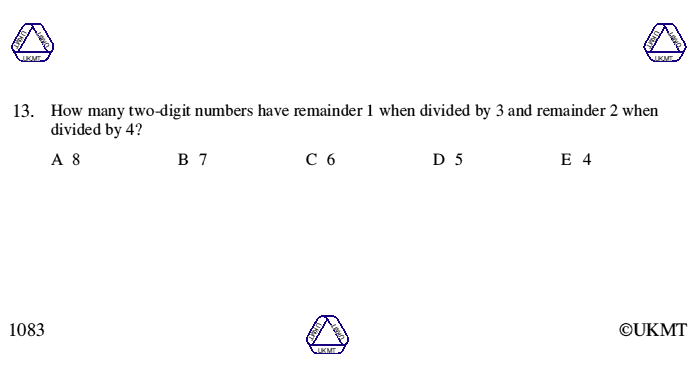 UKMT UKMT UKMT UKMT UKMT UKMT
13. How many two-digit numbers have remainder 1 when divided by 3 and remainder 2 when
divided by 4?
A 8 B 7 C 6 D 5 E 4
1083 UKMT UKMT UKMT ©UKMT